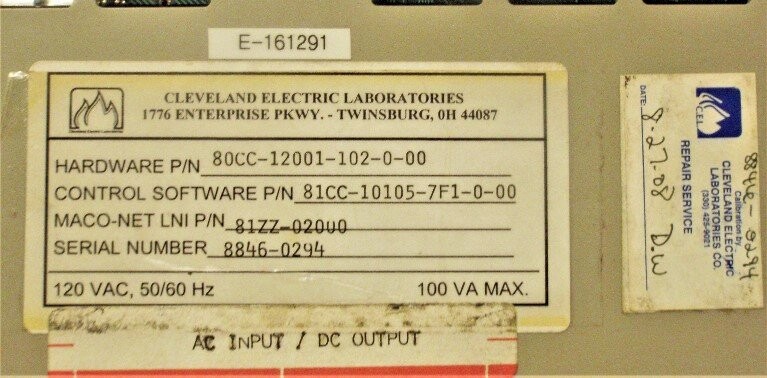 E-161291
CLEVELAND ELECTRIC LABORATORIES
1776 ENTERPRISE PKWY. - TWINSBURG, OH 44087
HARDWARE P/N 80CC-12001-102-0-00
CONTROL SOFTWARE P/N 81CC-10105-7F1-0-00
MACO-NET LNI P/N 81ZZ-02000
SERIAL NUMBER 8846-0294
120 VAC, 50/60 Hz 100 VA MAX.
AC INPUT / DC OUTPUT
8846-0294
Calibration by
CLEVELAND ELECTRIC
LABORATORIES CO.
(330) 425-9021
REPAIR SERVICE
C.E.L.
DATE: 8-27-08 D.W